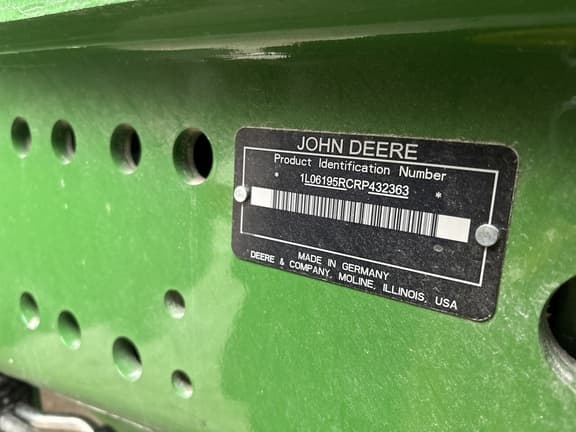 JOHN DEERE
Product Identification Number
* 1L06195RCRP432363 *
MADE IN GERMANY
DEERE & COMPANY, MOLINE, ILLINOIS, USA